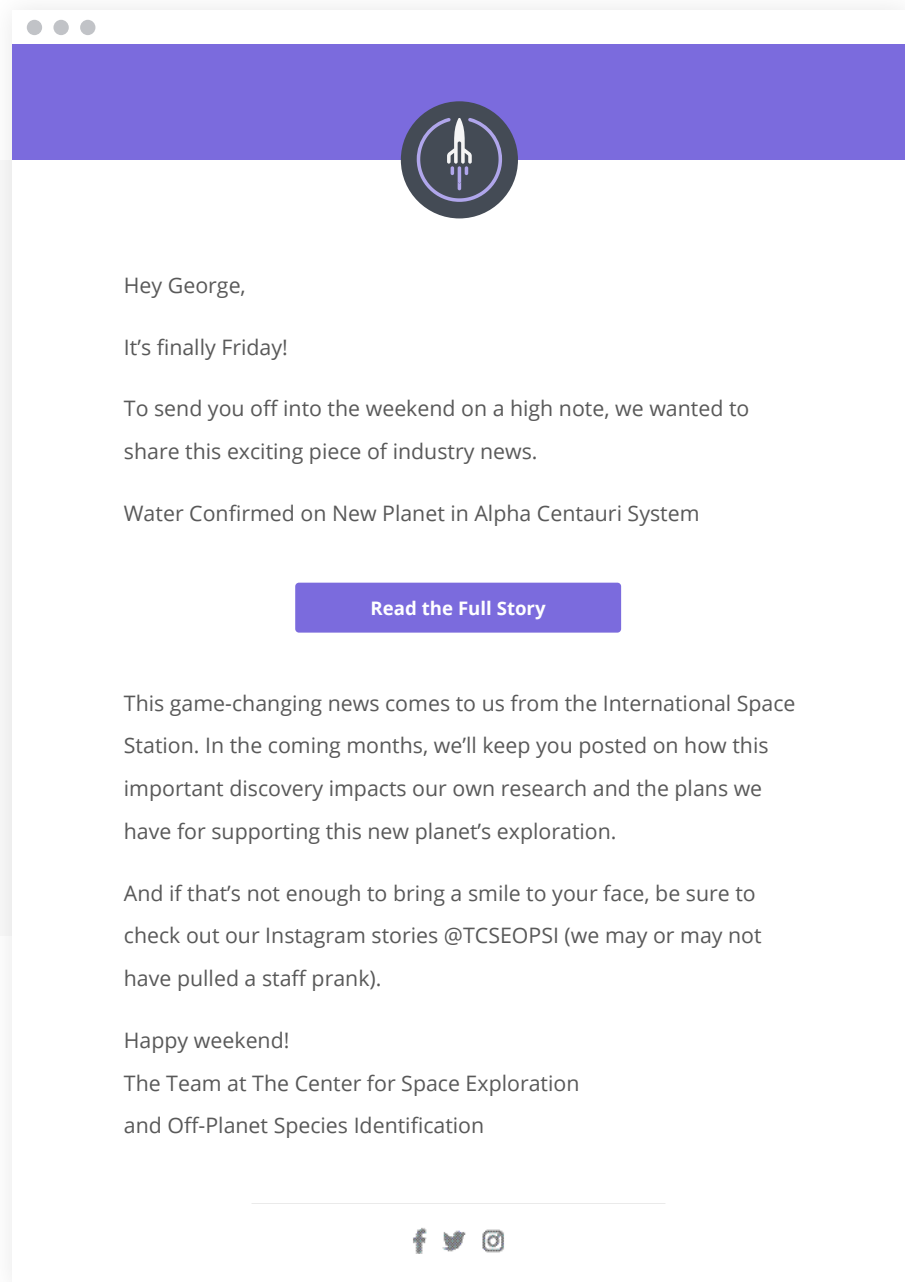 Hey George,
It’s finally Friday!
To send you off into the weekend on a high note, we wanted to
share this exciting piece of industry news.
Water Confirmed on New Planet in Alpha Centauri System
Read the Full Story
This game-changing news comes to us from the International Space
Station. In the coming months, we’ll keep you posted on how this
important discovery impacts our own research and the plans we
have for supporting this new planet’s exploration.
And if that’s not enough to bring a smile to your face, be sure to
check out our Instagram stories @TCSEOPSI (we may or may not
have pulled a staff prank).
Happy weekend!
The Team at The Center for Space Exploration
and Off-Planet Species Identification